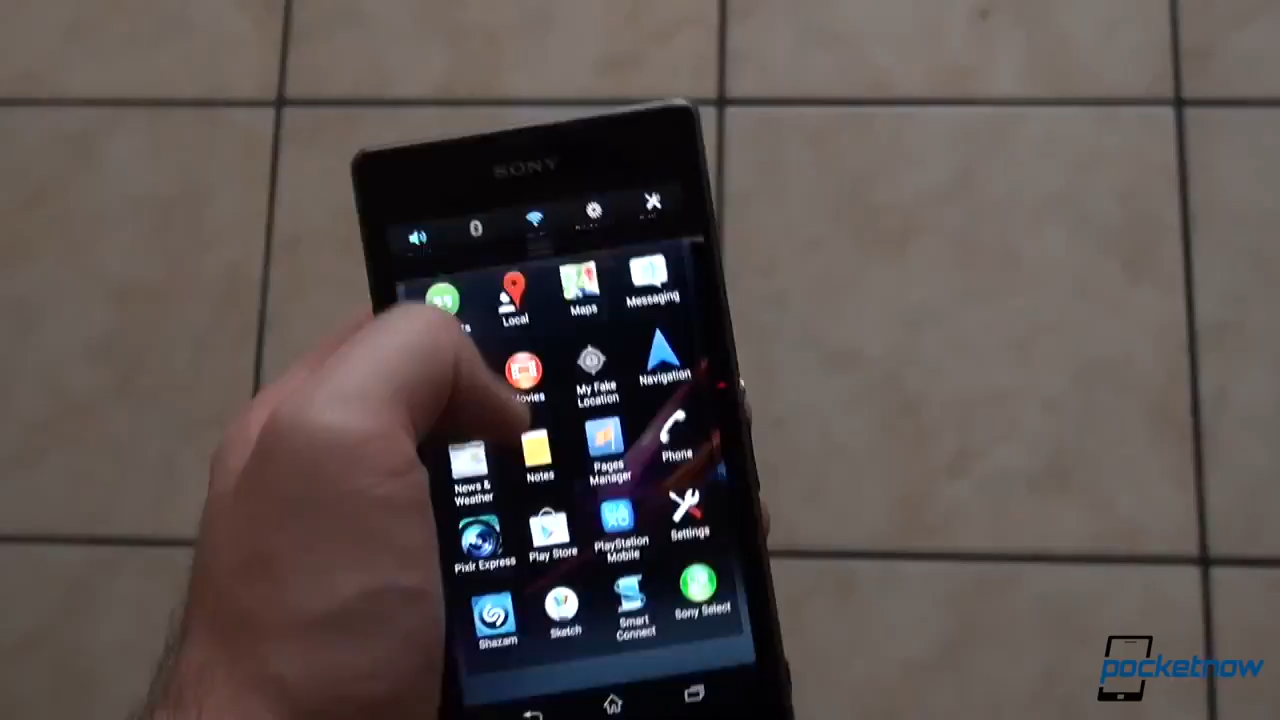 SONY
Local
Maps
Messaging
My Fake
Location
Navigation
News &
Weather
Notes
Pages
Manager
Phone
Pixlr Express
Play Store
PlayStation
Mobile
Settings
Shazam
Sketch
Smart
Connect
Sony Select
pocketnow